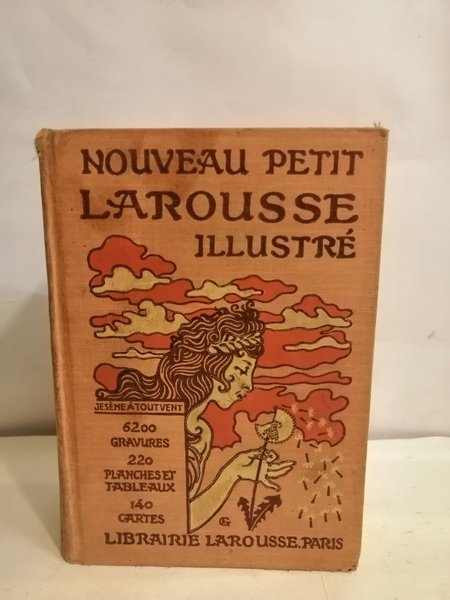 NOUVEAU PETIT
LAROUSSE
ILLUSTRÉ
JE SÈME À TOUT VENT
6200
GRAVURES
220
PLANCHES ET
TABLEAUX
140
CARTES
G
LIBRAIRIE LAROUSSE. PARIS